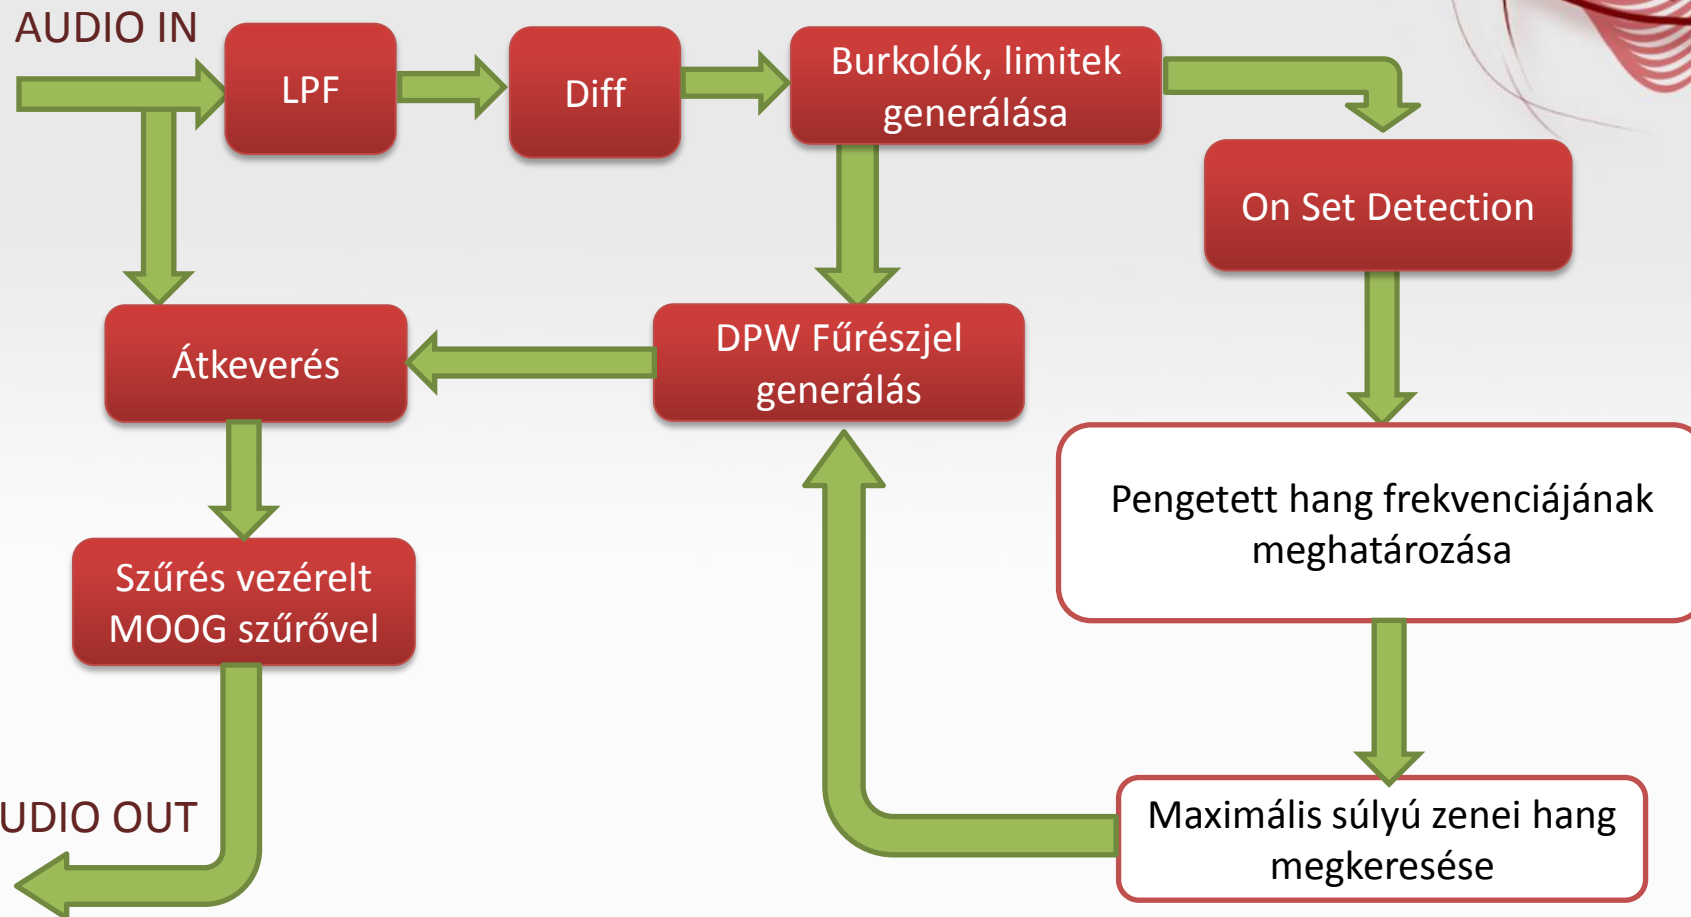 AUDIO IN
LPF
Diff
Burkolók, limitek
generálása
On Set Detection
Átkeverés
DPW Fűrészjel
generálás
Pengetett hang frekvenciájának
meghatározása
Szűrés vezérelt
MOOG szűrővel
UDIO OUT
Maximális súlyú zenei hang
megkeresése